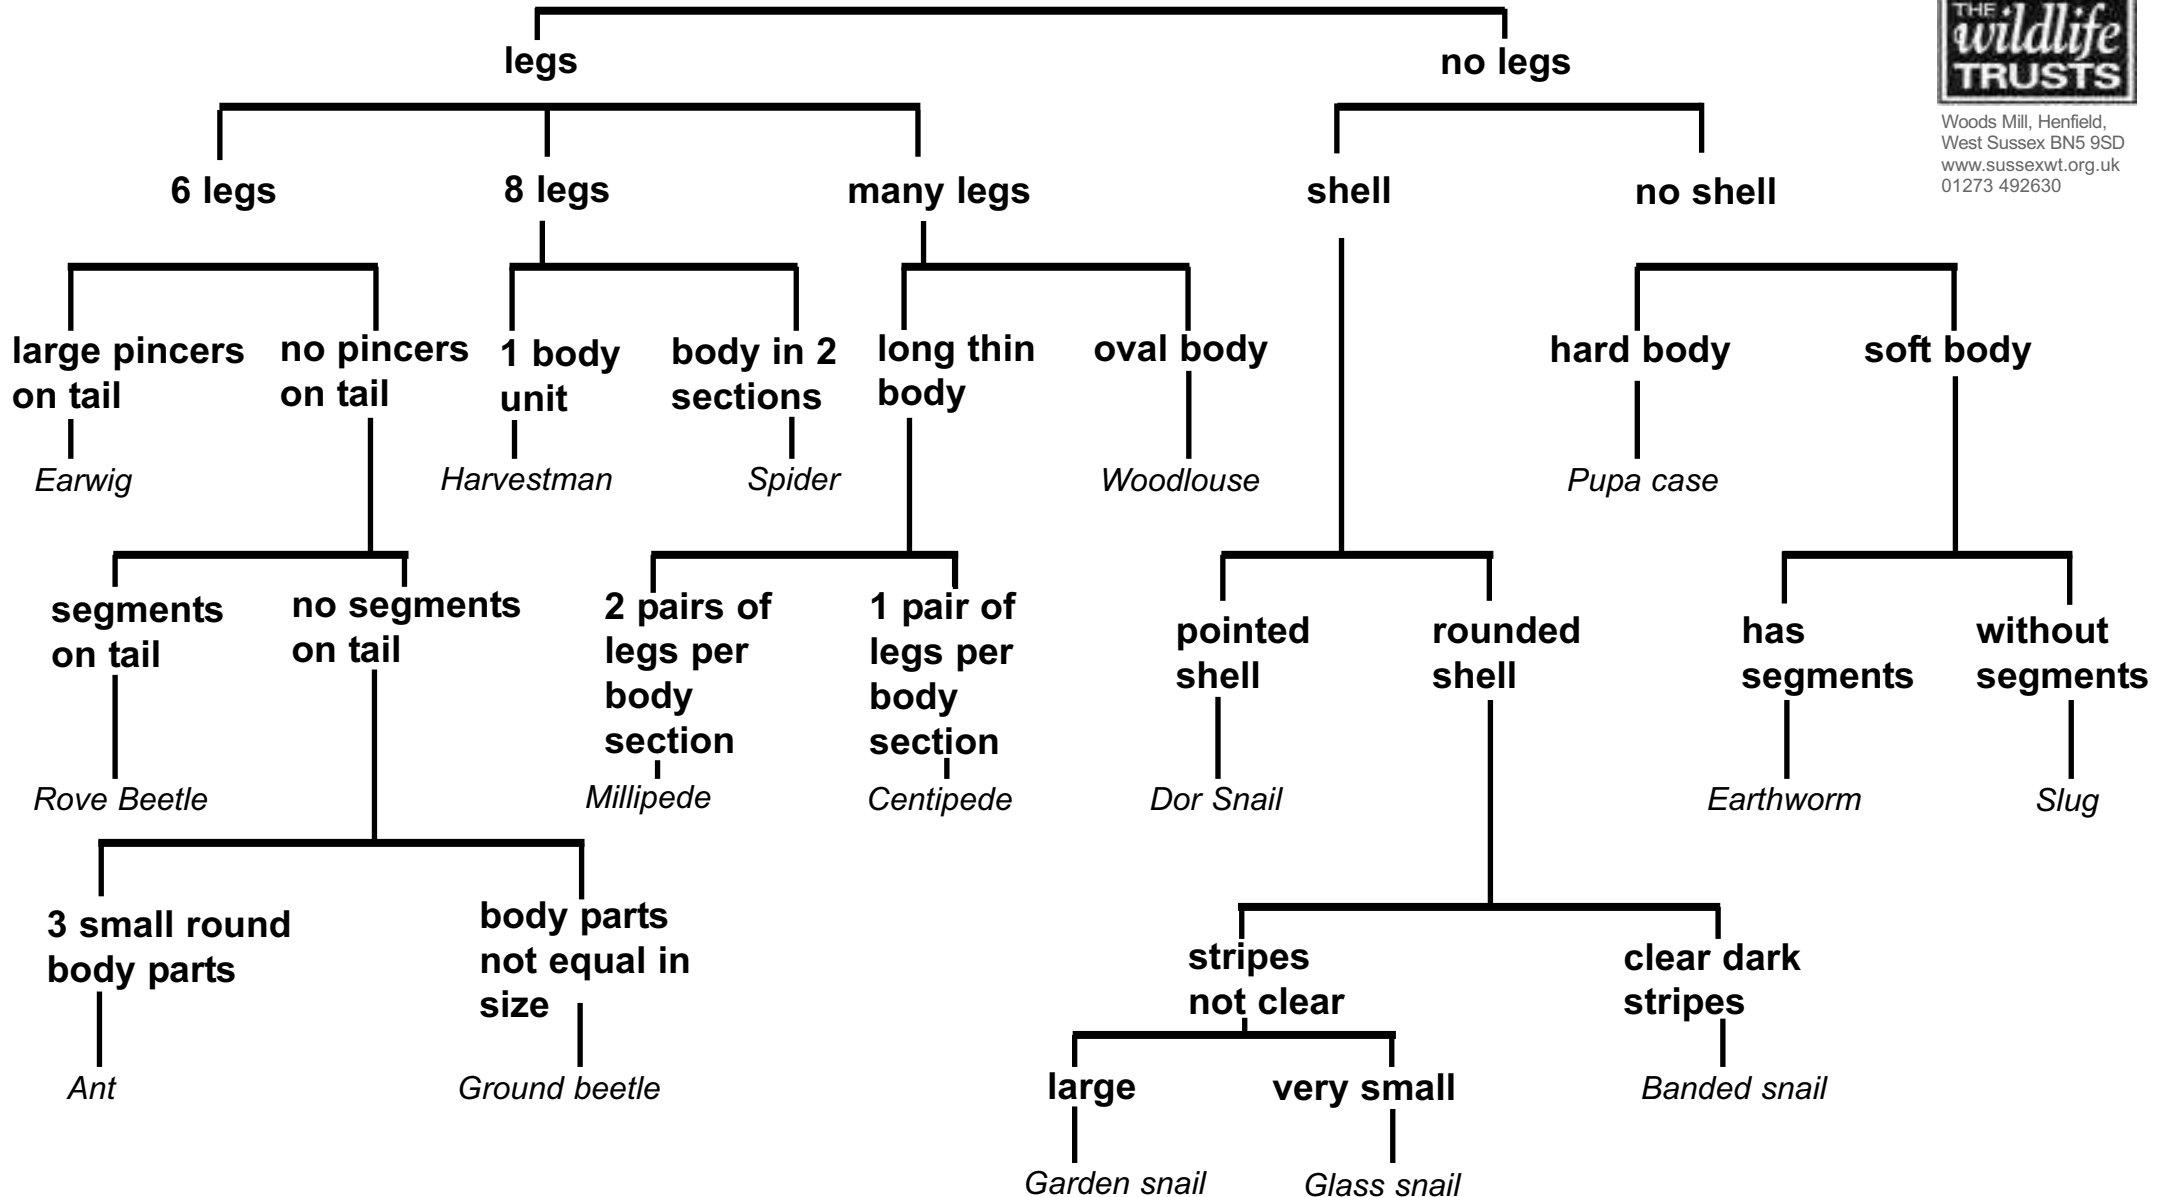 THE
wildlife
TRUSTS
Woods Mill, Henfield,
West Sussex BN5 9SD
www.sussexwt.org.uk
01273 492630
legs
no legs
6 legs
8 legs
many legs
shell
no shell
large pincers
on tail
no pincers
on tail
1 body
unit
body in 2
sections
long thin
body
oval body
hard body
soft body
Earwig
Harvestman
Spider
Woodlouse
Pupa case
segments
on tail
no segments
on tail
2 pairs of
legs per
body
section
1 pair of
legs per
body
section
pointed
shell
rounded
shell
has
segments
without
segments
Rove Beetle
Millipede
Centipede
Dor Snail
Earthworm
Slug
3 small round
body parts
body parts
not equal in
size
stripes
not clear
clear dark
stripes
Ant
Ground beetle
large
very small
Banded snail
Garden snail
Glass snail